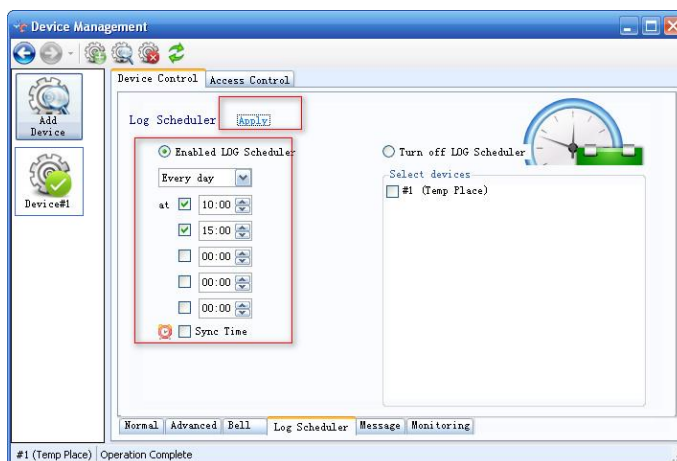 Device Management
Device Control Access Control
Log Scheduler Apply
Enabled LOG Scheduler
Turn off LOG Scheduler
Every day
Select devices
#1 (Temp Place)
at 10:00
15:00
00:00
00:00
00:00
Sync Time
Add
Device
Device#1
Normal Advanced Bell Log Scheduler Message Monitoring
#1 (Temp Place) Operation Complete